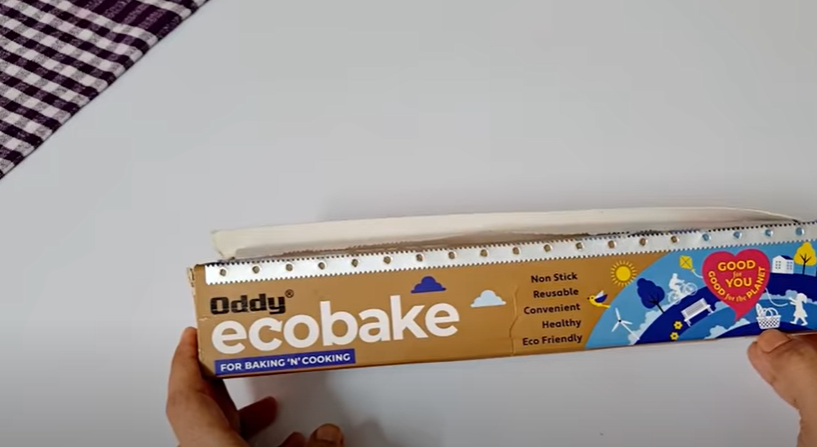 Oddy®
ecobake
FOR BAKING 'N' COOKING
Non Stick
Reusable
Convenient
Healthy
Eco Friendly
GOOD
for
YOU
GOOD for the PLANET